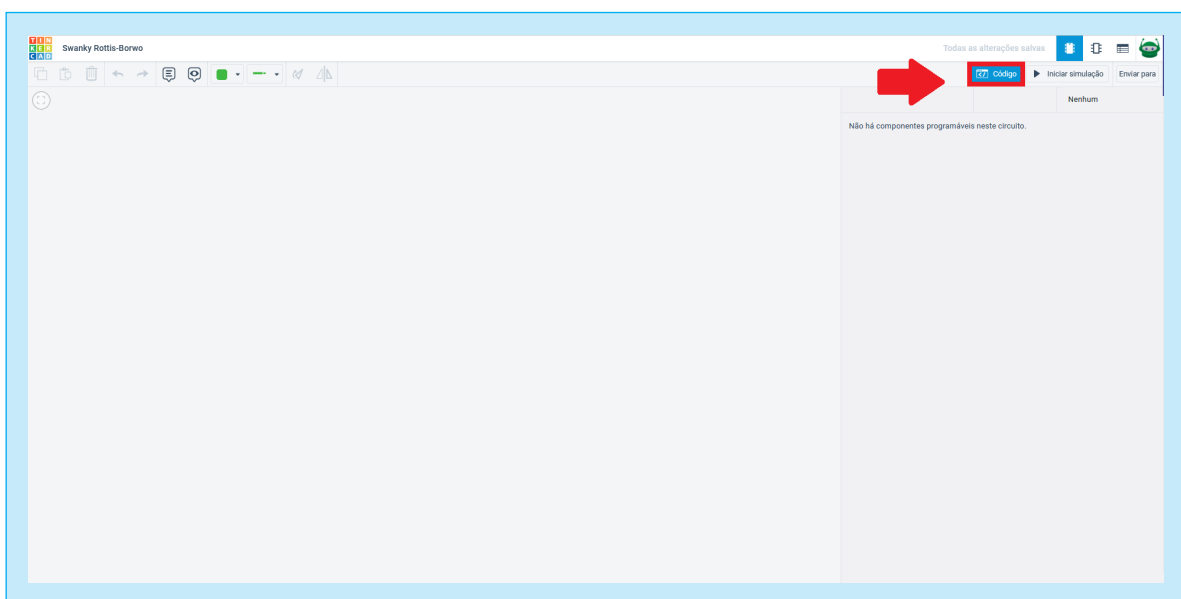 TIN
KER
CAD
Swanky Rottis-Borwo
Todas as alterações salvas
Código
Iniciar simulação
Enviar para
Nenhum
Não há componentes programáveis neste circuito.